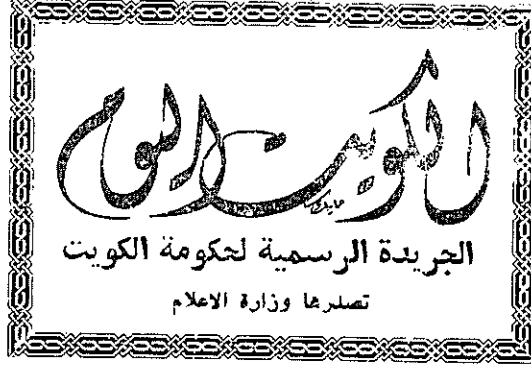 الكويت اليوم
الجريدة الرسمية لحكومة الكويت
تصدرها وزارة الاعلام